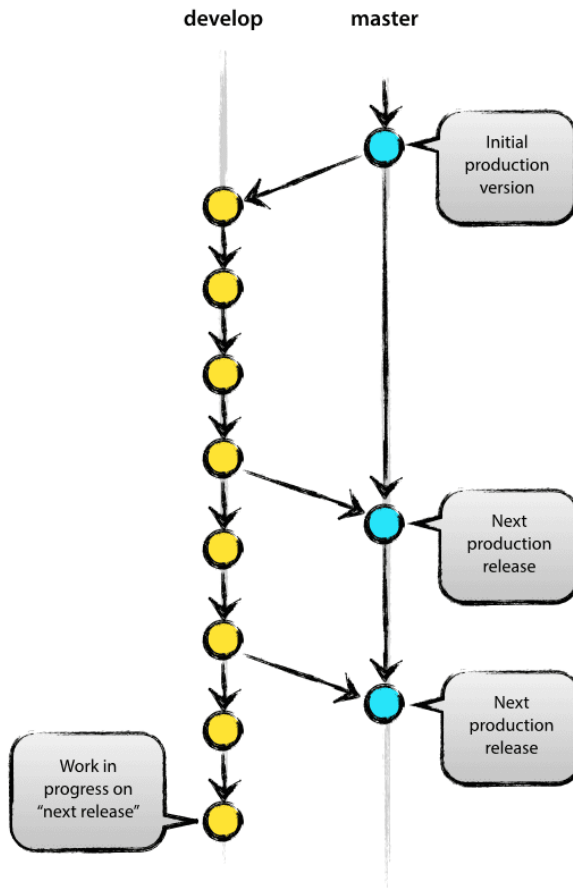 develop
master
Initial
production
version
Next
production
release
Next
production
release
Work in
progress on
“next release”